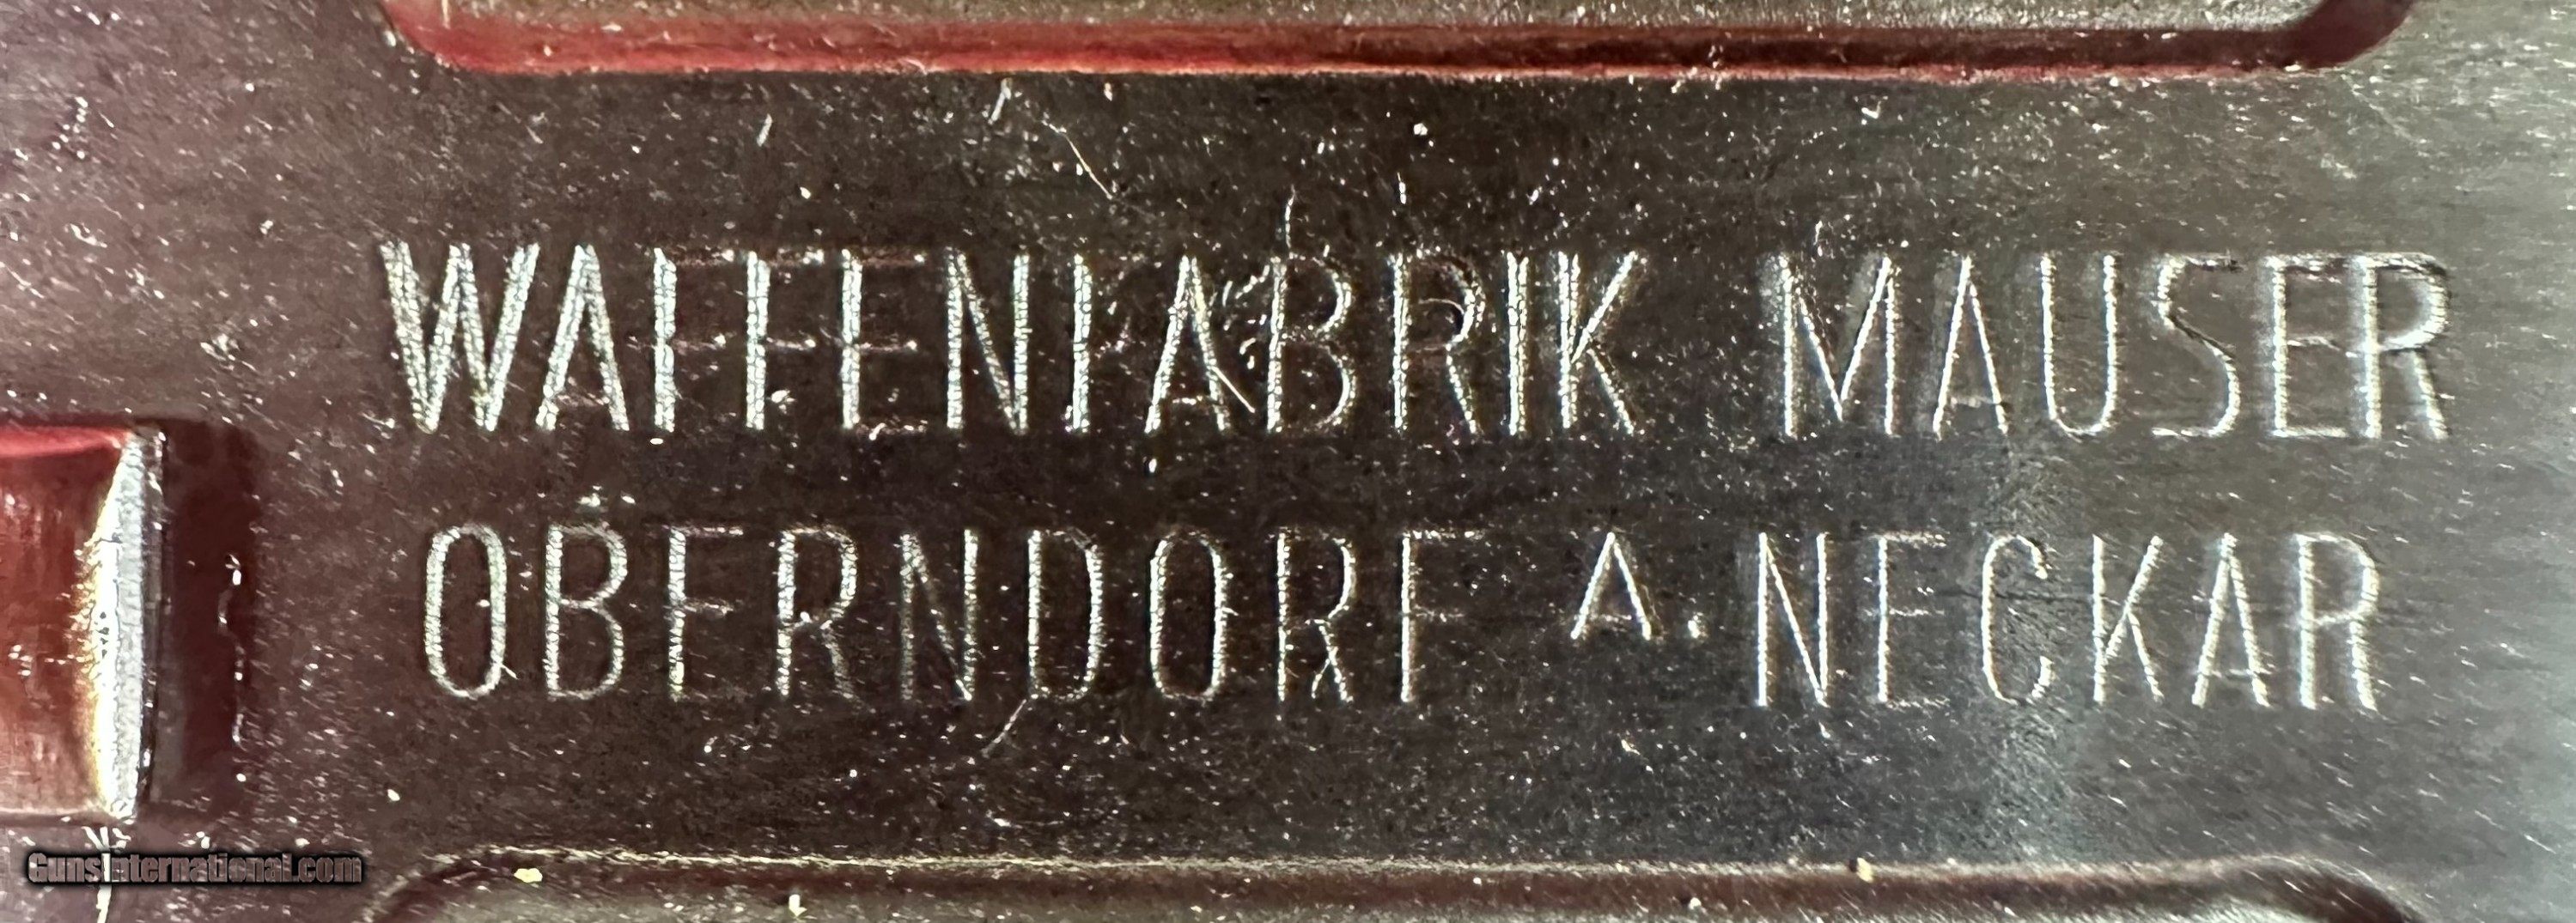 WAFFENFABRIK MAUSER
OBERNDORF A. NECKAR
GunsInternational.com